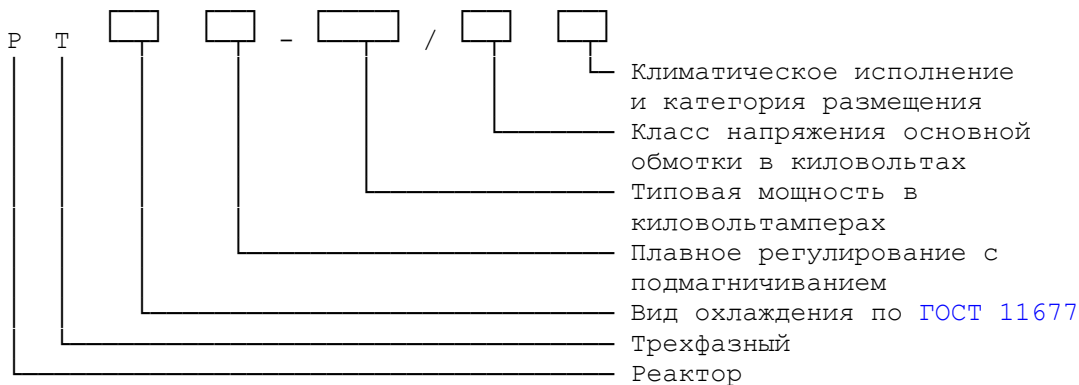 Р Т - /
Климатическое исполнение
и категория размещения
Класс напряжения основной
обмотки в киловольтах
Типовая мощность в
киловольтамперах
Плавное регулирование с
подмагничиванием
Вид охлаждения по ГОСТ 11677
Трехфазный
Реактор